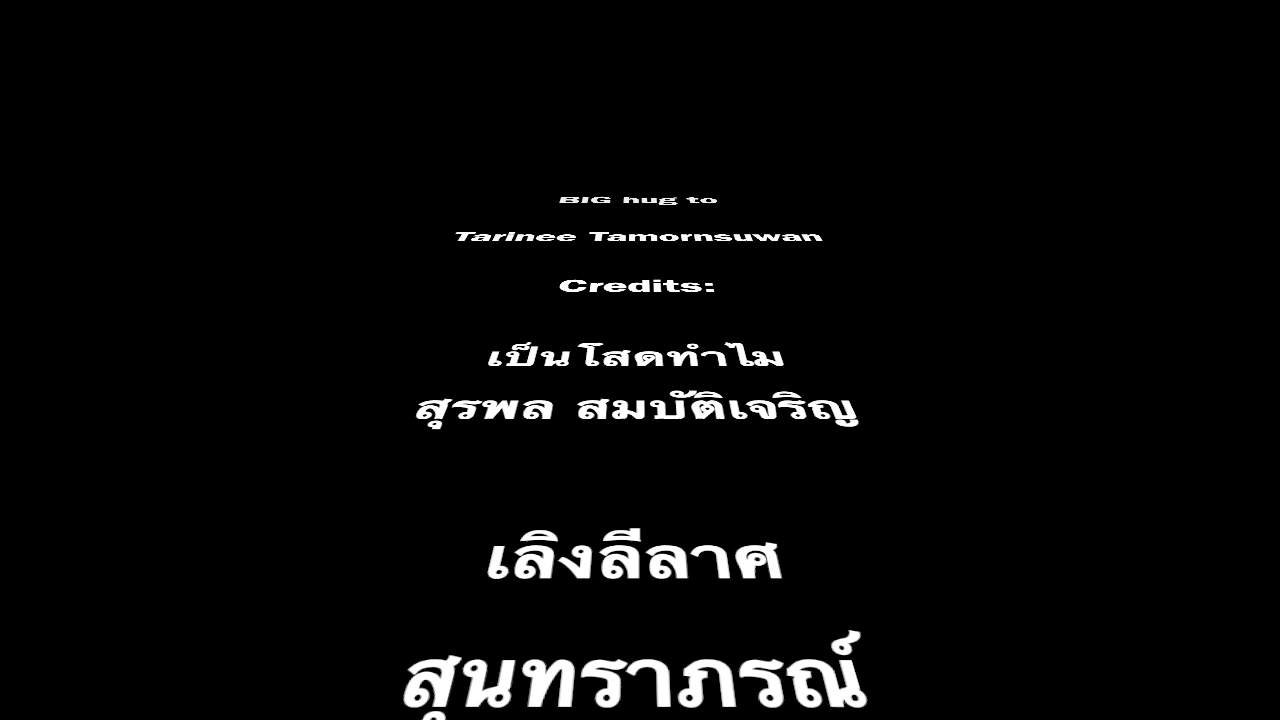 BIG hug to
Tarinee Tamornsuwan
Credits:
เป็นโสดทำไม
สุรพล สมบัติเจริญ
เลิงลีลาศ
สุนทราภรณ์